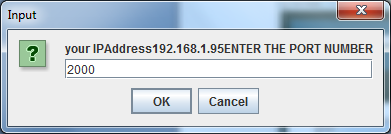 Input
your IPAddress192.168.1.95ENTER THE PORT NUMBER
2000
OK Cancel